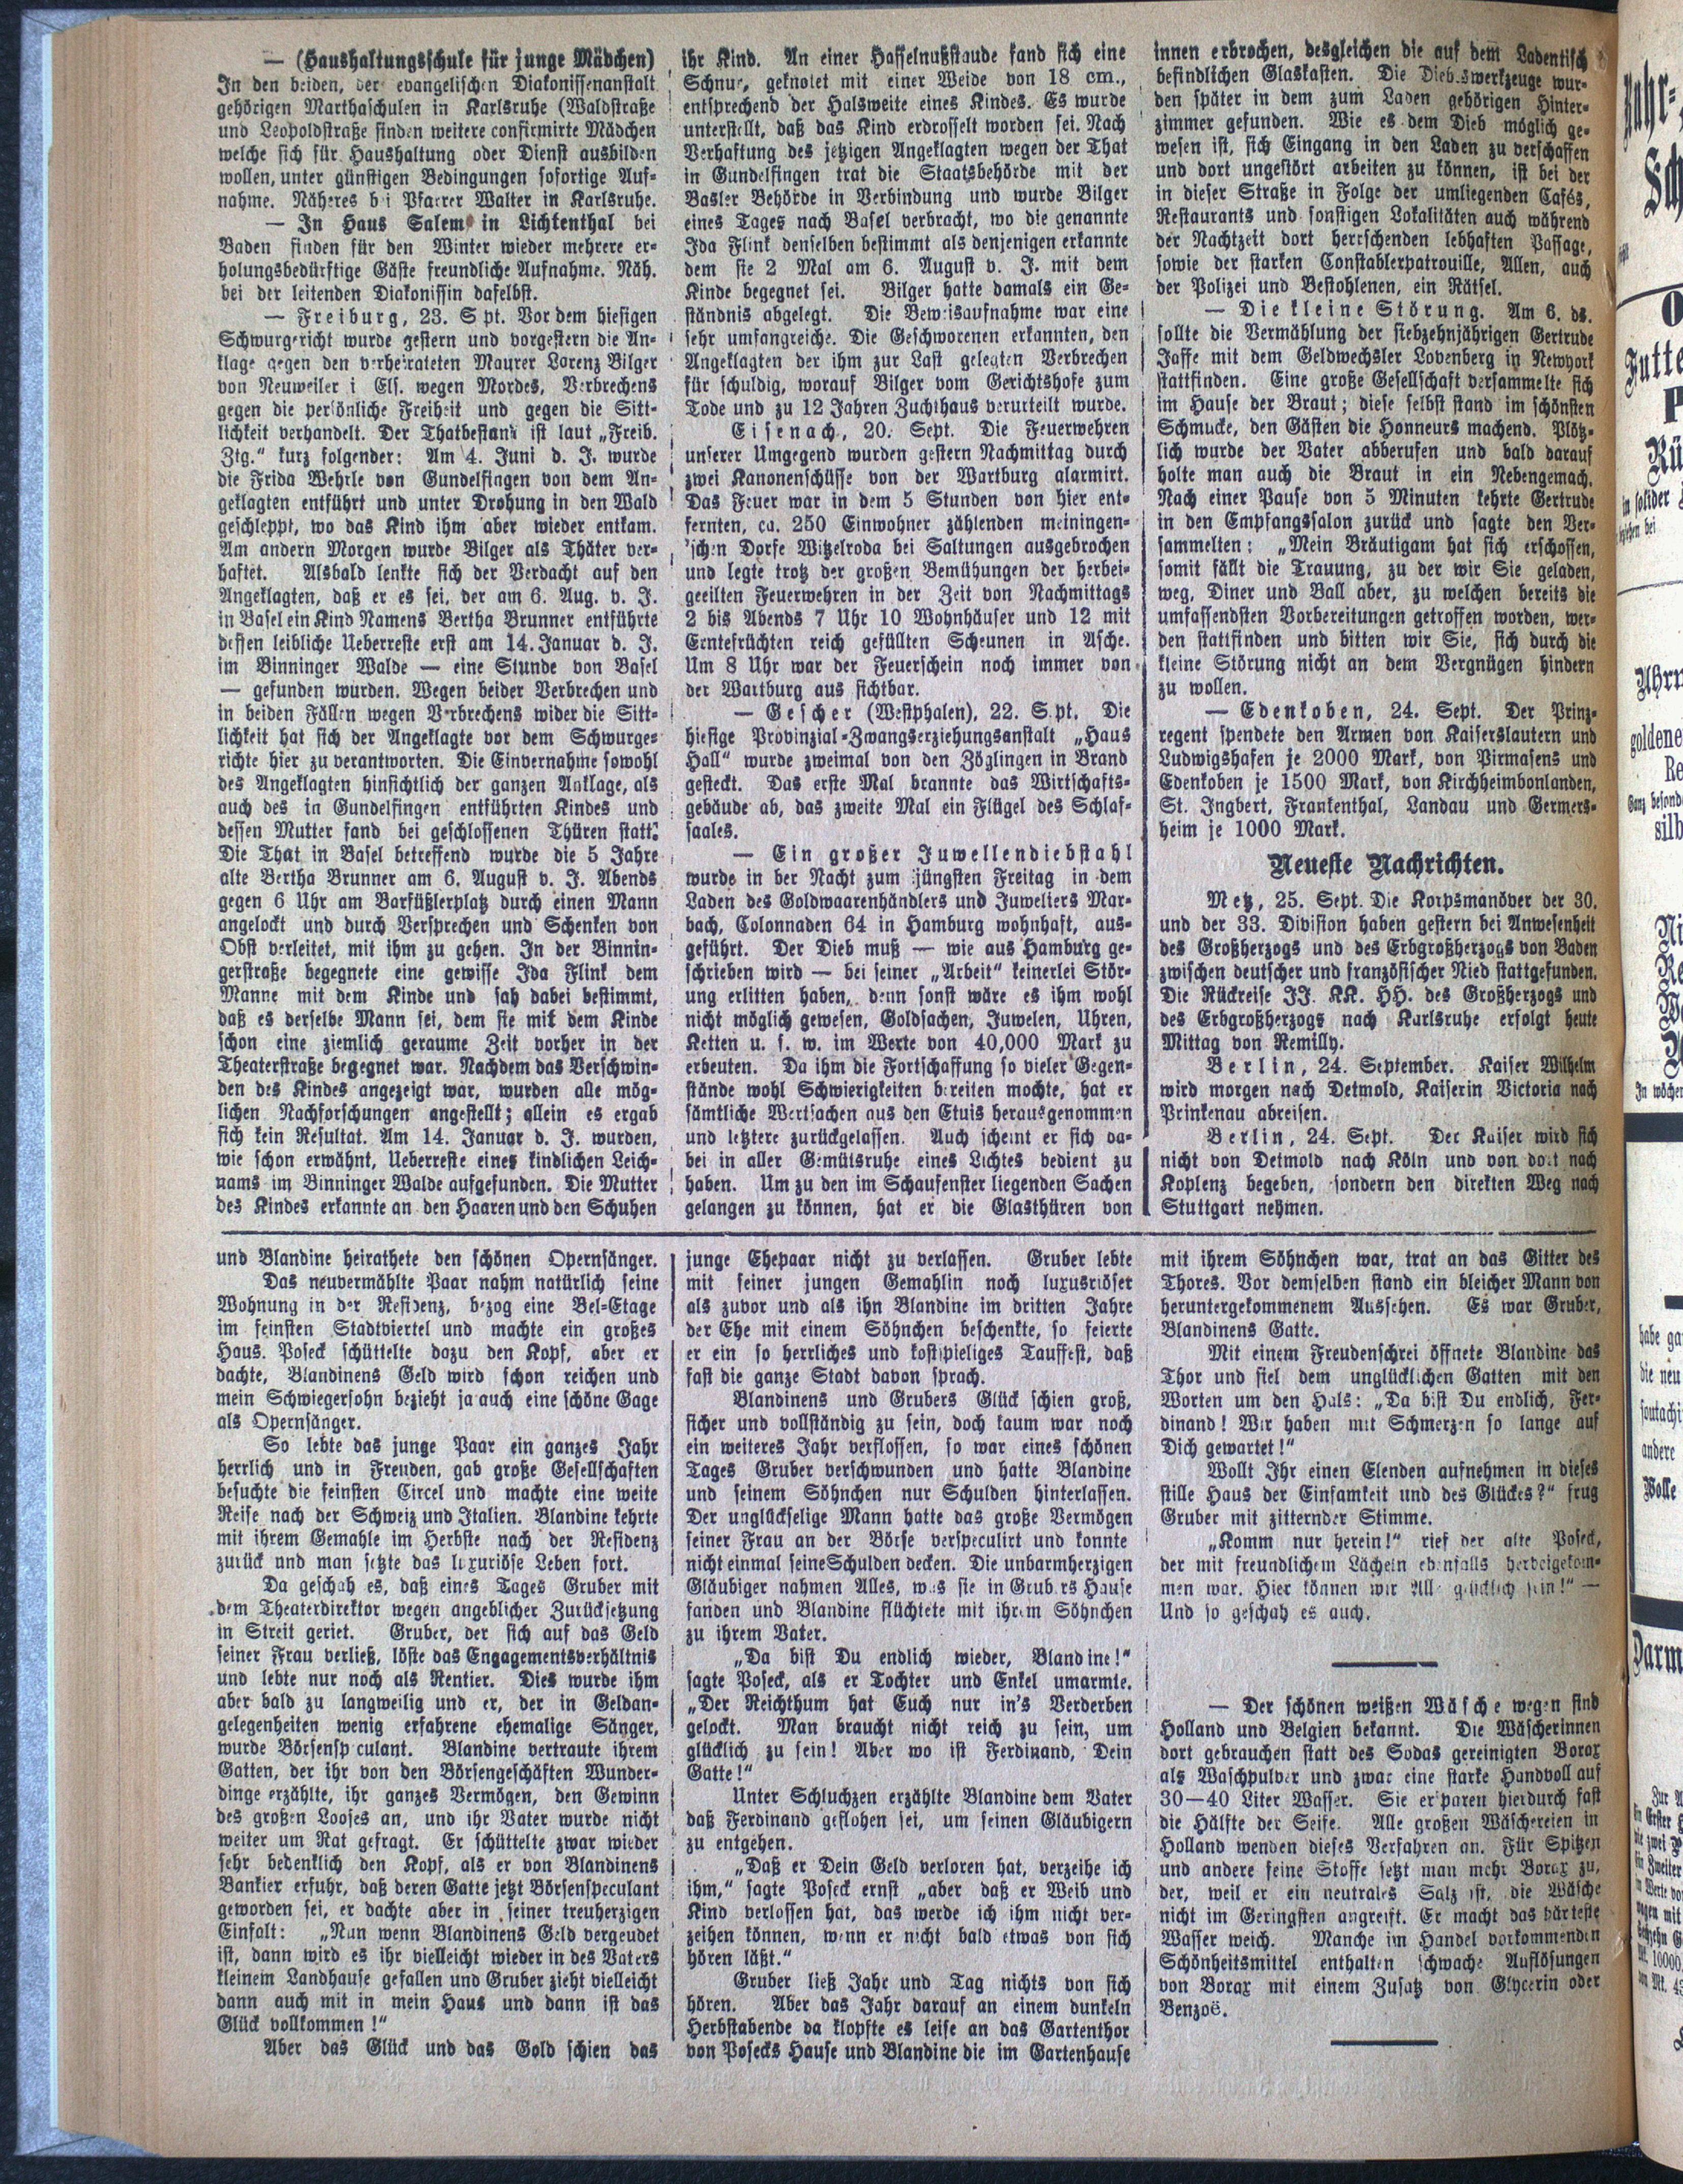 — (Haushaltungsschule für junge Mädchen)
In den beiden, der evangelischen Diakonissenanstalt
gehörigen Marthaschulen in Karlsruhe (Waldstraße
und Leopoldstraße finden weitere confirmirte Mädchen
welche sich für Haushaltung oder Dienst ausbilden
wollen, unter günstigen Bedingungen sofortige Auf-
nahme. Näheres bei Pfarrer Walter in Karlsruhe.
— In Haus Salem in Lichtenthal bei
Baden finden für den Winter wieder mehrere er-
holungsbedürftige Gäste freundliche Aufnahme. Näh.
bei der leitenden Diakonissin daselbst.
— Freiburg, 23. Spt. Vor dem hiesigen
Schwurgericht wurde gestern und vorgestern die An-
klage gegen den verheirateten Maurer Lorenz Bilger
von Neuweiler i Els. wegen Mordes, Verbrechens
gegen die persönliche Freiheit und gegen die Sitt-
lichkeit verhandelt. Der Thatbestand ist laut „Freib.
Ztg.“ kurz folgender: Am 4. Juni d. J. wurde
die Frida Wehrle von Gundelfingen von dem An-
geklagten entführt und unter Drohung in den Wald
geschleppt, wo das Kind ihm aber wieder entkam.
Am andern Morgen wurde Bilger als Thäter ver-
haftet. Alsbald lenkte sich der Verdacht auf den
Angeklagten, daß er es sei, der am 6. Aug. v. J.
in Basel ein Kind Namens Bertha Brunner entführte
dessen leibliche Ueberreste erst am 14. Januar d. J.
im Binninger Walde — eine Stunde von Basel
— gefunden wurden. Wegen beider Verbrechen und
in beiden Fällen wegen Verbrechens wider die Sitt-
lichkeit hat sich der Angeklagte vor dem Schwurge-
richte hier zu verantworten. Die Einvernahme sowohl
des Angeklagten hinsichtlich der ganzen Anklage, als
auch des in Gundelfingen entführten Kindes und
dessen Mutter fand bei geschlossenen Thüren statt.
Die That in Basel betreffend wurde die 5 Jahre
alte Bertha Brunner am 6. August v. J. Abends
gegen 6 Uhr am Barfüßlerplatz durch einen Mann
angelockt und durch Versprechen und Schenken von
Obst verleitet, mit ihm zu gehen. In der Binnin-
gerstraße begegnete eine gewisse Ida Flink dem
Manne mit dem Kinde und sah dabei bestimmt,
daß es derselbe Mann sei, dem sie mit dem Kinde
schon eine ziemlich geraume Zeit vorher in der
Theaterstraße begegnet war. Nachdem das Verschwin-
den des Kindes angezeigt war, wurden alle mög-
lichen Nachforschungen angestellt; allein es ergab
sich kein Resultat. Am 14. Januar d. J. wurden,
wie schon erwähnt, Ueberreste eines kindlichen Leich-
nams im Binninger Walde aufgefunden. Die Mutter
des Kindes erkannte an den Haaren und den Schuhen
ihr Kind. An einer Hasselnußstaude fand sich eine
Schnur, geknotet mit einer Weide von 18 cm.,
entsprechend der Halsweite eines Kindes. Es wurde
unterstellt, daß das Kind erdrosselt worden sei. Nach
Verhaftung des jetzigen Angeklagten wegen der That
in Gundelfingen trat die Staatsbehörde mit der
Basler Behörde in Verbindung und wurde Bilger
eines Tages nach Basel verbracht, wo die genannte
Ida Flink denselben bestimmt als denjenigen erkannte
dem sie 2 Mal am 6. August v. J. mit dem
Kinde begegnet sei. Bilger hatte damals ein Ge-
ständnis abgelegt. Die Beweisaufnahme war eine
sehr umfangreiche. Die Geschworenen erkannten, den
Angeklagten der ihm zur Last gelegten Verbrechen
für schuldig, worauf Bilger vom Gerichtshofe zum
Tode und zu 12 Jahren Zuchthaus verurteilt wurde.
Eisenach, 20. Sept. Die Feuerwehren
unserer Umgegend wurden gestern Nachmittag durch
zwei Kanonenschüsse von der Wartburg alarmirt.
Das Feuer war in dem 5 Stunden von hier ent-
fernten, ca. 250 Einwohner zählenden meiningen-
'schen Dorfe Witzelroda bei Saltungen ausgebrochen
und legte trotz der großen Bemühungen der herbei-
geeilten Feuerwehren in der Zeit von Nachmittags
2 bis Abends 7 Uhr 10 Wohnhäuser und 12 mit
Erntefrüchten reich gefüllten Scheunen in Asche.
Um 8 Uhr war der Feuerschein noch immer von
der Wartburg aus sichtbar.
— Gescher (Westphalen), 22. Spt. Die
hiesige Provinzial-Zwangserziehungsanstalt „Haus
Hall“ wurde zweimal von den Zöglingen in Brand
gesteckt. Das erste Mal brannte das Wirtschafts-
gebäude ab, das zweite Mal ein Flügel des Schlaf-
saales.
— Ein großer Juwellendiebstahl
wurde in der Nacht zum jüngsten Freitag in dem
Laden des Goldwaarenhändlers und Juweliers Mar-
bach, Colonnaden 64 in Hamburg wohnhaft, aus-
geführt. Der Dieb muß — wie aus Hamburg ge-
schrieben wird — bei seiner „Arbeit“ keinerlei Stör-
ung erlitten haben, denn sonst wäre es ihm wohl
nicht möglich gewesen, Goldsachen, Juwelen, Uhren,
Ketten u. s. w. im Werte von 40,000 Mark zu
erbeuten. Da ihm die Fortschaffung so vieler Gegen-
stände wohl Schwierigkeiten bereiten mochte, hat er
sämtliche Wertsachen aus den Etuis herausgenommen
und letztere zurückgelassen. Auch scheint er sich da-
bei in aller Gemütsruhe eines Lichtes bedient zu
haben. Um zu den im Schaufenster liegenden Sachen
gelangen zu können, hat er die Glasthüren von
innen erbrochen, desgleichen die auf dem Ladentisch
befindlichen Glaskasten. Die Diebswerkzeuge wur-
den später in dem zum Laden gehörigen Hinter-
zimmer gefunden. Wie es dem Dieb möglich ge-
wesen ist, sich Eingang in den Laden zu verschaffen
und dort ungestört arbeiten zu können, ist bei der
in dieser Straße in Folge der umliegenden Cafés,
Restaurants und sonstigen Lokalitäten auch während
der Nachtzeit dort herrschenden lebhaften Passage,
sowie der starken Constablerpatrouille, Allen, auch
der Polizei und Bestohlenen, ein Rätsel.
— Die kleine Störung. Am 6. ds.
sollte die Vermählung der siebzehnjährigen Gertrude
Jaffe mit dem Geldwechsler Lovenberg in Newyork
stattfinden. Eine große Gesellschaft versammelte sich
im Hause der Braut; diese selbst stand im schönsten
Schmucke, den Gästen die Honneurs machend. Plötz-
lich wurde der Vater abberufen und bald darauf
holte man auch die Braut in ein Nebengemach.
Nach einer Pause von 5 Minuten kehrte Gertrude
in den Empfangssalon zurück und sagte den Ver-
sammelten: „Mein Bräutigam hat sich erschossen,
somit fällt die Trauung, zu der wir Sie geladen,
weg, Diner und Ball aber, zu welchen bereits die
umfassendsten Vorbereitungen getroffen worden, wer-
den stattfinden und bitten wir Sie, sich durch die
kleine Störung nicht an dem Vergnügen hindern
zu wollen.
— Edenkoben, 24. Sept. Der Prinz-
regent spendete den Armen von Kaiserslautern und
Ludwigshafen je 2000 Mark, von Pirmasens und
Edenkoben je 1500 Mark, von Kirchheimbonlanden,
St. Ingbert, Frankenthal, Landau und Germers-
heim je 1000 Mark.
Neueste Nachrichten.
Metz, 25. Sept. Die Korpsmanöver der 30.
und der 33. Division haben gestern bei Anwesenheit
des Großherzogs und des Erbgroßherzogs von Baden
zwischen deutscher und französischer Nied stattgefunden.
Die Rückreise JJ. KK. HH. des Großherzogs und
des Erbgroßherzogs nach Karlsruhe erfolgt heute
Mittag von Remilly.
Berlin, 24. September. Kaiser Wilhelm
wird morgen nach Detmold, Kaiserin Victoria nach
Prinkenau abreisen.
Berlin, 24. Sept. Der Kaiser wird sich
nicht von Detmold nach Köln und von dort nach
Koplenz begeben, sondern den direkten Weg nach
Stuttgart nehmen.
und Blandine heirathete den schönen Opernsänger.
Das neuvermählte Paar nahm natürlich seine
Wohnung in der Residenz, bezog eine Bel-Etage
im feinsten Stadtviertel und machte ein großes
Haus. Poseck schüttelte dazu den Kopf, aber er
dachte, Blandinens Geld wird schon reichen und
mein Schwiegersohn bezieht ja auch eine schöne Gage
als Opernsänger.
So lebte das junge Paar ein ganzes Jahr
herrlich und in Freuden, gab große Gesellschaften
besuchte die feinsten Circel und machte eine weite
Reise nach der Schweiz und Italien. Blandine kehrte
mit ihrem Gemahle im Herbste nach der Residenz
zurück und man setzte das luxuriöse Leben fort.
Da geschah es, daß eines Tages Gruber mit
dem Theaterdirektor wegen angeblicher Zurücksetzung
in Streit geriet. Gruber, der sich auf das Geld
seiner Frau verließ, löste das Engagementsverhältnis
und lebte nur noch als Rentier. Dies wurde ihm
aber bald zu langweilig und er, der in Geldan-
gelegenheiten wenig erfahrene ehemalige Sänger,
wurde Börsenspculant. Blandine vertraute ihrem
Gatten, der ihr von den Börsengeschäften Wunder-
dinge erzählte, ihr ganzes Vermögen, den Gewinn
des großen Looses an, und ihr Vater wurde nicht
weiter um Rat gefragt. Er schüttelte zwar wieder
sehr bedenklich den Kopf, als er von Blandinens
Bankier erfuhr, daß deren Gatte jetzt Börsenspeculant
geworden sei, er dachte aber in seiner treuherzigen
Einfalt: „Nun wenn Blandinens Geld vergeudet
ist, dann wird es ihr vielleicht wieder in des Vaters
kleinem Landhause gefallen und Gruber zieht vielleicht
dann auch mit in mein Haus und dann ist das
Glück vollkommen!“
Aber das Glück und das Gold schien das
junge Ehepaar nicht zu verlassen. Gruber lebte
mit seiner jungen Gemahlin noch luxuriöser
als zuvor und als ihn Blandine im dritten Jahre
der Ehe mit einem Söhnchen beschenkte, so feierte
er ein so herrliches und kostspieliges Tauffest, daß
fast die ganze Stadt davon sprach.
Blandinens und Grubers Glück schien groß,
sicher und vollständig zu sein, doch kaum war noch
ein weiteres Jahr verflossen, so war eines schönen
Tages Gruber verschwunden und hatte Blandine
und seinem Söhnchen nur Schulden hinterlassen.
Der unglückselige Mann hatte das große Vermögen
seiner Frau an der Börse verspeculirt und konnte
nicht einmal seine Schulden decken. Die unbarmherzigen
Gläubiger nahmen Alles, was sie in Grubers Hause
fanden und Blandine flüchtete mit ihrem Söhnchen
zu ihrem Vater.
„Da bist Du endlich wieder, Blandine!“
sagte Poseck, als er Tochter und Enkel umarmte.
„Der Reichthum hat Euch nur in's Verderben
gelockt. Man braucht nicht reich zu sein, um
glücklich zu sein! Aber wo ist Ferdinand, Dein
Gatte!“
Unter Schluchzen erzählte Blandine dem Vater
daß Ferdinand geflohen sei, um seinen Gläubigern
zu entgehen.
„Daß er Dein Geld verloren hat, verzeihe ich
ihm,“ sagte Poseck ernst „aber daß er Weib und
Kind verlossen hat, das werde ich ihm nicht ver-
zeihen können, wenn er nicht bald etwas von sich
hören läßt.“
Gruber ließ Jahr und Tag nichts von sich
hören. Aber das Jahr darauf an einem dunkeln
Herbstabende da klopfte es leise an das Gartenthor
von Posecks Hause und Blandine die im Gartenhause
mit ihrem Söhnchen war, trat an das Gitter des
Thores. Vor demselben stand ein bleicher Mann von
heruntergekommenem Aussehen. Es war Gruber,
Blandinens Gatte.
Mit einem Freudenschrei öffnete Blandine das
Thor und fiel dem unglücklichen Gatten mit den
Worten um den Hals: „Da bist Du endlich, Fer-
dinand! Wir haben mit Schmerzen so lange auf
Dich gewartet!“
Wollt Ihr einen Elenden aufnehmen in dieses
stille Haus der Einsamkeit und des Glückes?“ frug
Gruber mit zitternder Stimme.
„Komm nur herein!“ rief der alte Poseck,
der mit freundlichem Lächeln ebenfalls herbeigekom-
men war. Hier können wir Alle glücklich sein!“ —
Und so geschah es auch.
— Der schönen weißen Wäsche wegen sind
Holland und Belgien bekannt. Die Wäscherinnen
dort gebrauchen statt des Sodas gereinigten Borax
als Waschpulver und zwar eine starke Handvoll auf
30—40 Liter Wasser. Sie ersparen hierdurch fast
die Hälfte der Seife. Alle großen Wäschereien in
Holland wenden dieses Verfahren an. Für Spitzen
und andere feine Stoffe setzt man mehr Borax zu,
der, weil er ein neutrales Salz ist, die Wäsche
nicht im Geringsten angreift. Er macht das härteste
Wasser weich. Manche im Handel vorkommenden
Schönheitsmittel enthalten schwache Auflösungen
von Borax mit einem Zusatz von Glycerin oder
Benzoë.